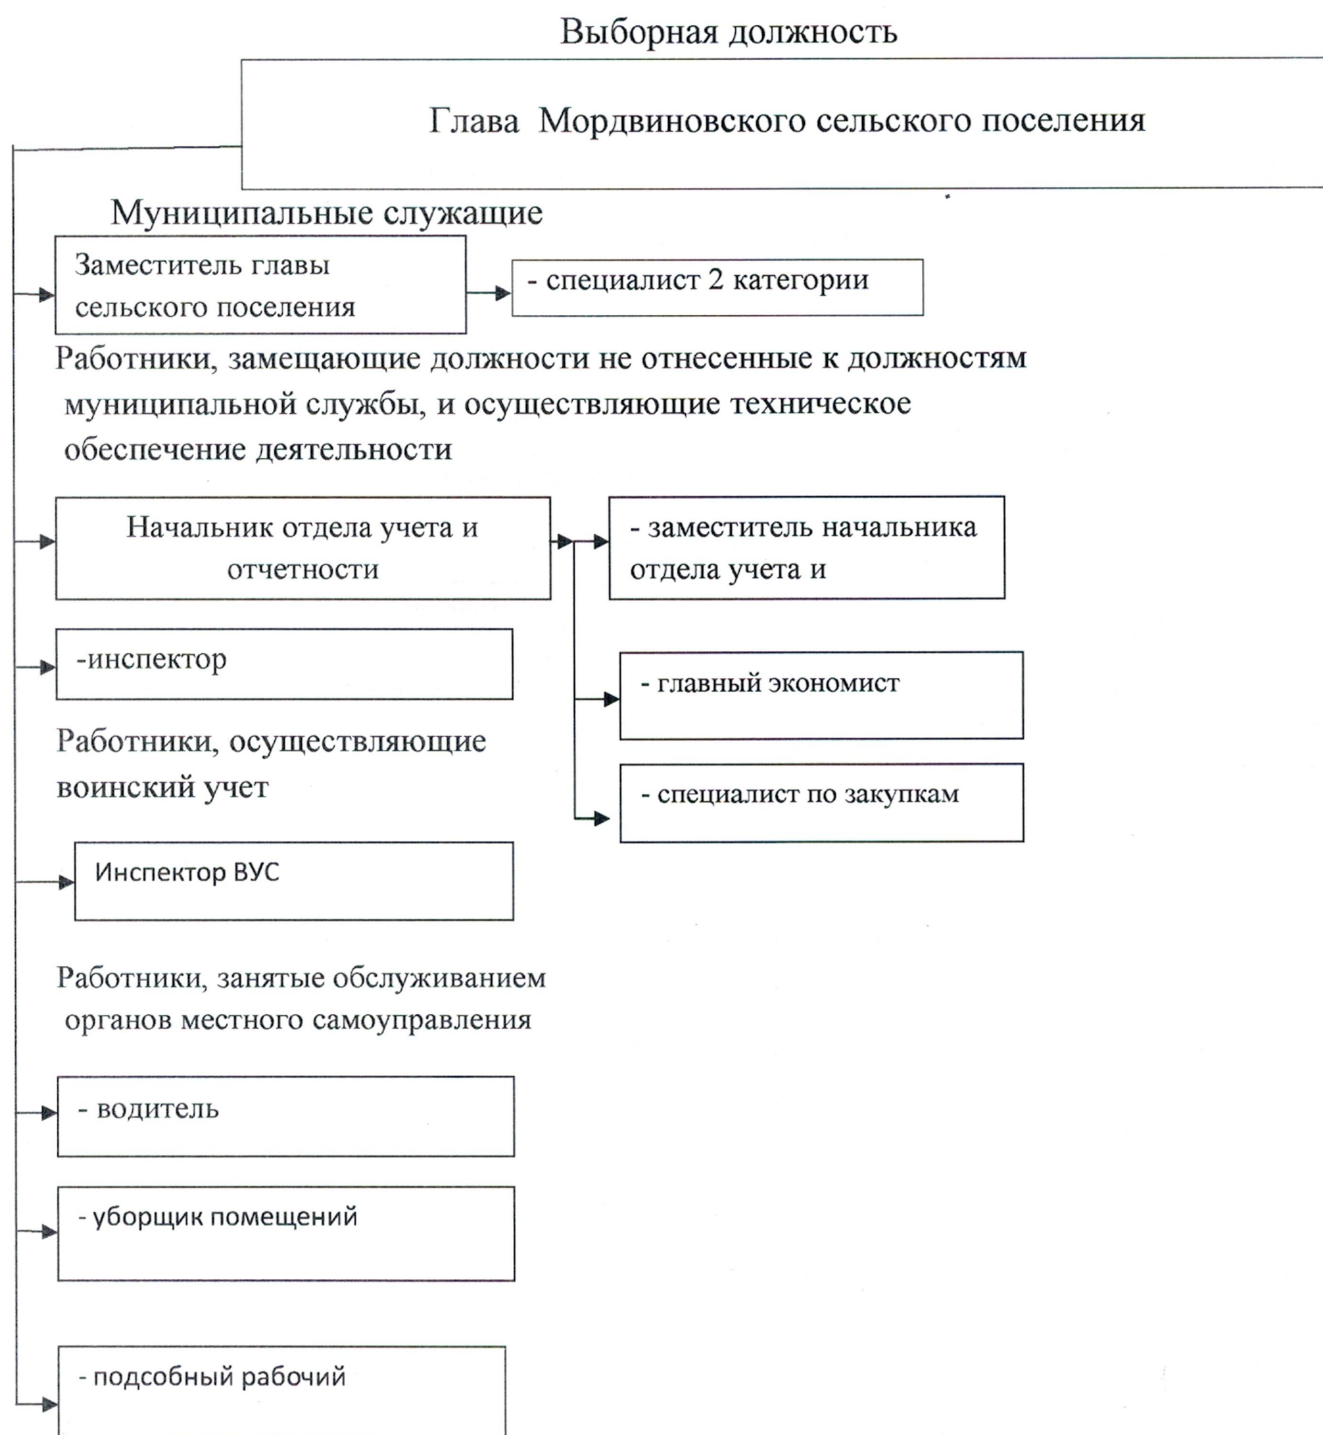 Выборная должность
Глава Мордвиновского сельского поселения
Муниципальные служащие
Заместитель главы
сельского поселения
- специалист 2 категории
Работники, замещающие должности не отнесенные к должностям
муниципальной службы, и осуществляющие техническое
обеспечение деятельности
Начальник отдела учета и
отчетности
- заместитель начальника
отдела учета и
-инспектор
- главный экономист
Работники, осуществляющие
воинский учет
- специалист по закупкам
Инспектор ВУС
Работники, занятые обслуживанием
органов местного самоуправления
- водитель
- уборщик помещений
- подсобный рабочий